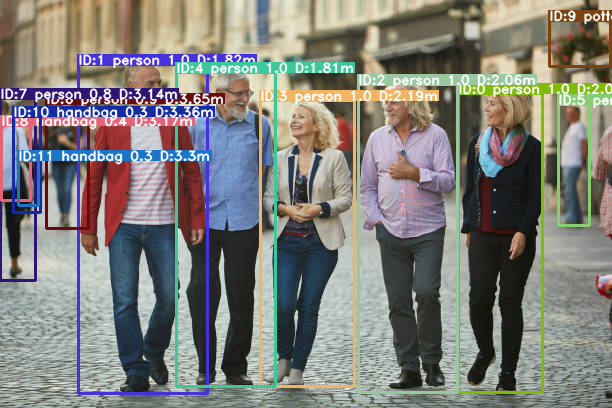 ID:9 potte
ID:1 person 1.0 D:1.82m
ID:4 person 1.0 D:1.81m
ID:2 person 1.0 D:2.06m
ID:0 person 1.0 D:2.0
ID:7 person 0.8 D:3.14m
ID:3 person 1.0 D:2.19m
ID:5 pe
D:3.65m
ID:10 handbag 0.3 D:3.36m
handbag 0.4 D:3.17m
ID:11 handbag 0.3 D:3.3m